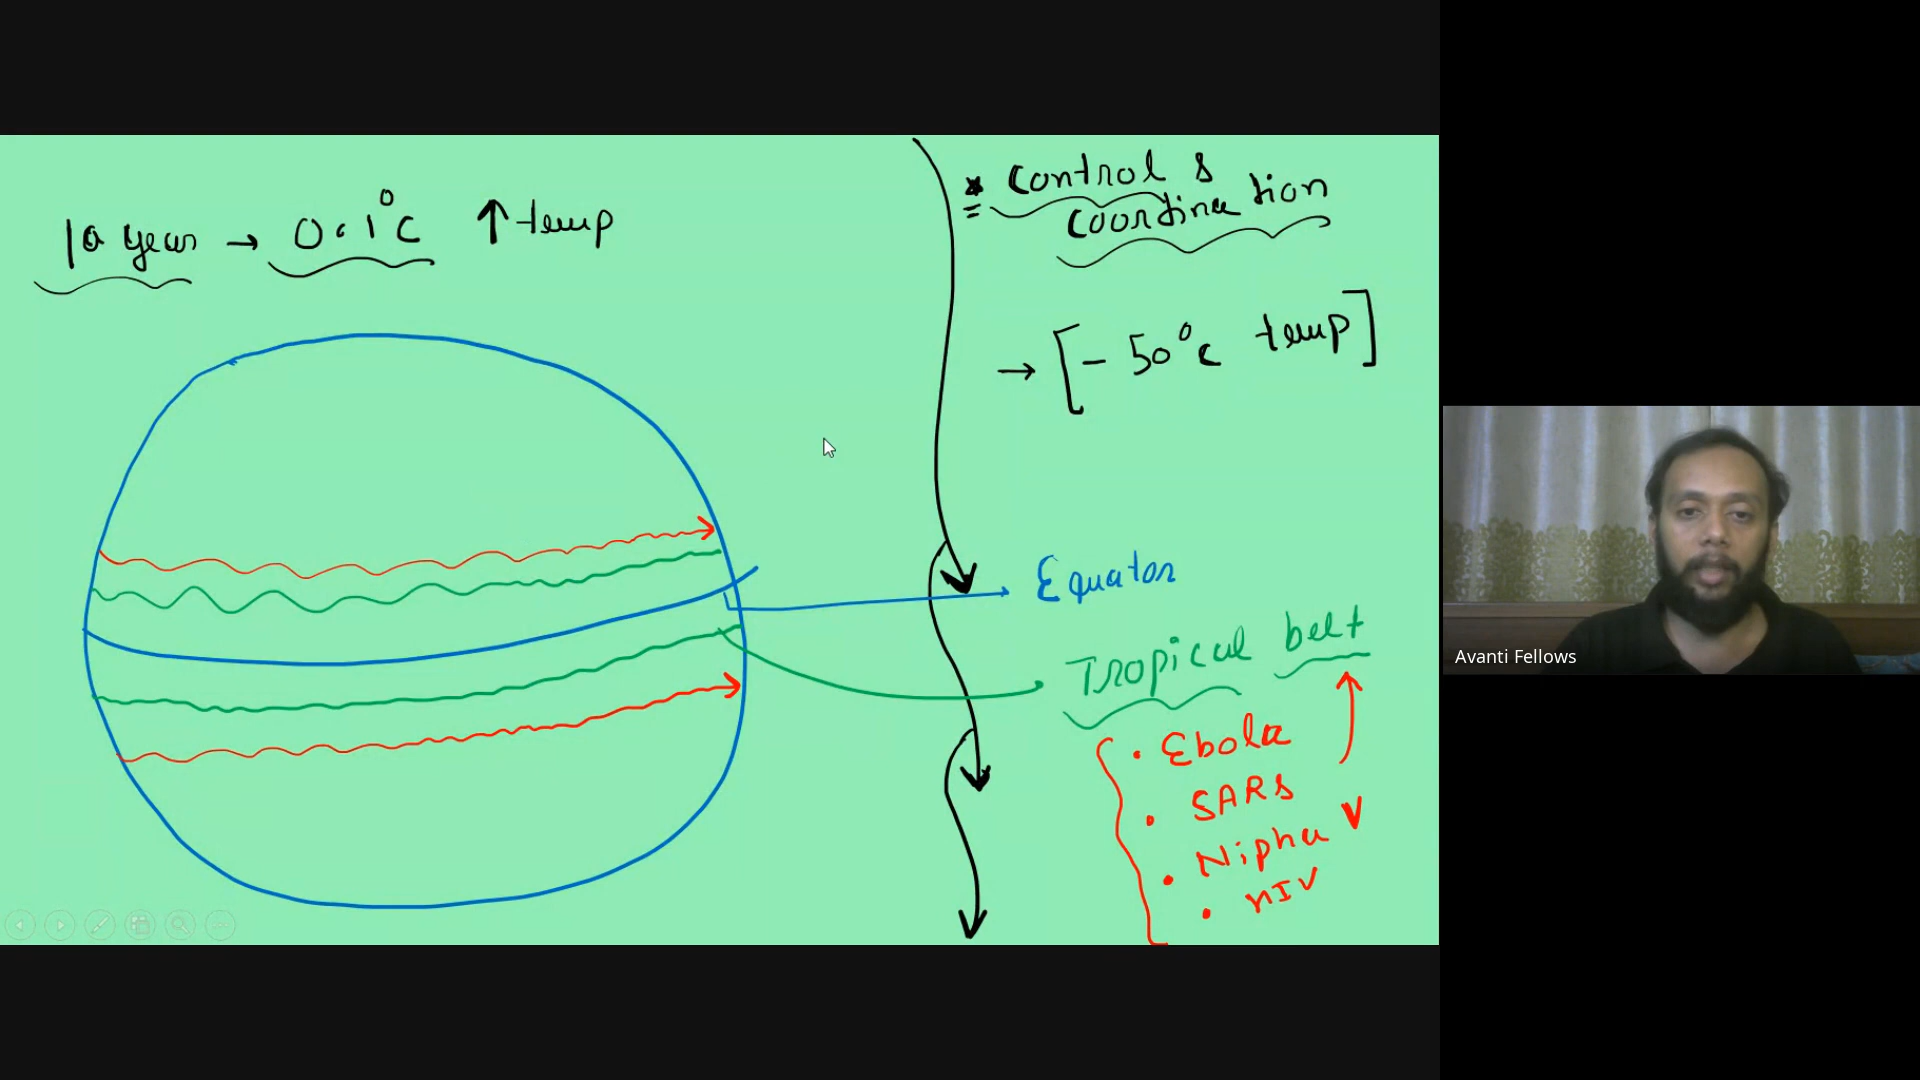 10 year → 0.1°C ↑ temp
* Control &
Coordination
→ [- 50°C temp]
Equator
Tropical belt
• Ebola
• SARS
• Nipha
• HIV
Avanti Fellows